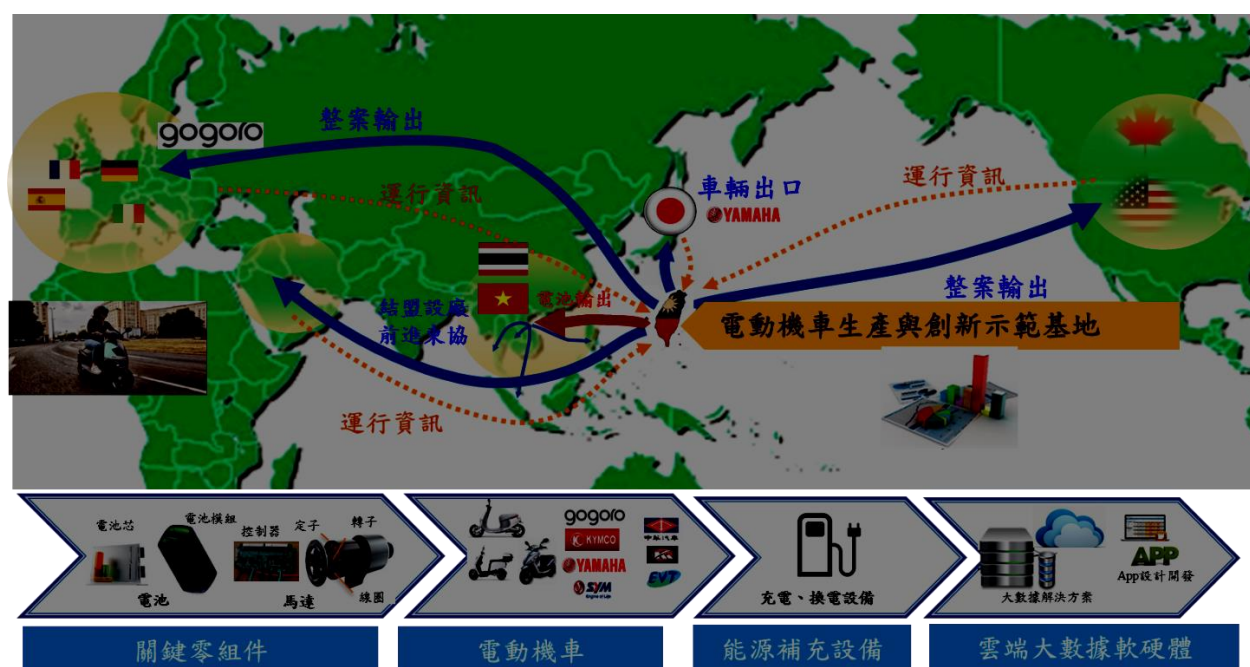 gogoro
整案輸出
運行資訊
車輛出口
YAMAHA
運行資訊
整案輸出
結盟設廠
前進東協
電池輸出
電動機車生產與創新示範基地
運行資訊
電池芯
電池模組
電池
控制器
定子
轉子
馬達
線圈
gogoro
KYMCO
YAMAHA
SYM
中華汽車
EVT
充電、換電設備
大數據解決方案
APP
App設計開發
關鍵零組件
電動機車
能源補充設備
雲端大數據軟硬體